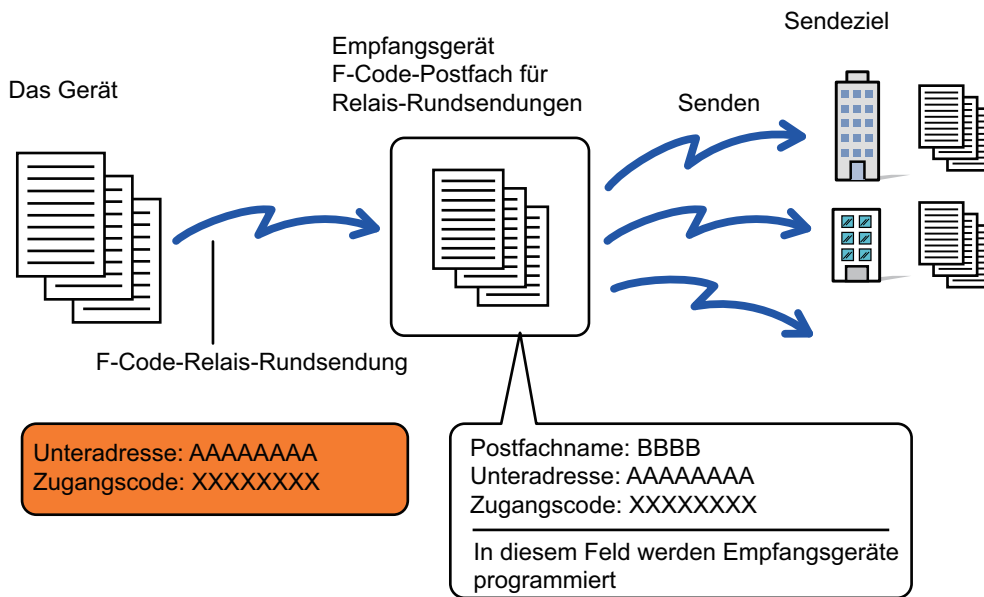 Sendeziel
Empfangsgerät
F-Code-Postfach für
Relais-Rundsendungen
Das Gerät
Senden
F-Code-Relais-Rundsendung
Unteradresse: AAAAAAAA
Zugangscode: XXXXXXXX
Postfachname: BBBB
Unteradresse: AAAAAAAA
Zugangscode: XXXXXXXX
In diesem Feld werden Empfangsgeräte
programmiert